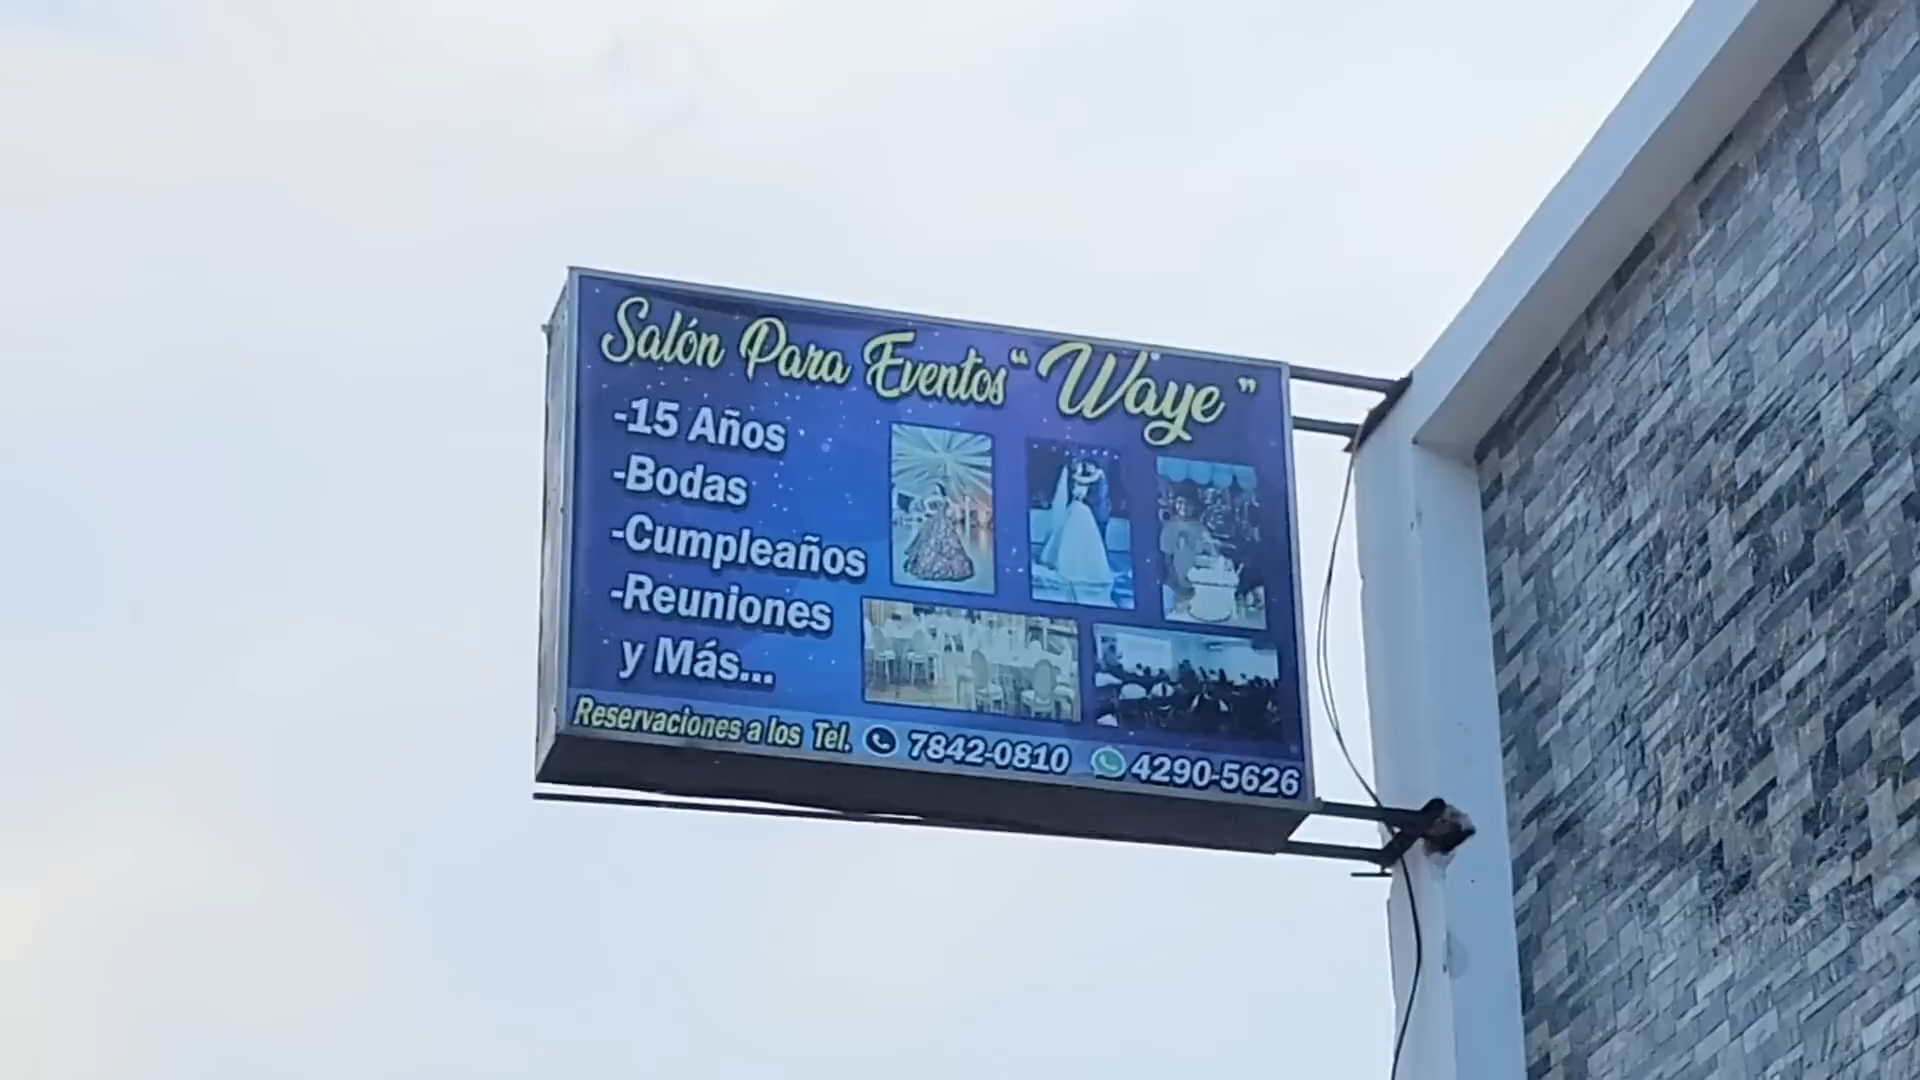 Salón Para Eventos “Waye”
-15 Años
-Bodas
-Cumpleaños
-Reuniones
y Más...
Reservaciones a los Tel. 7842-0810 4290-5626